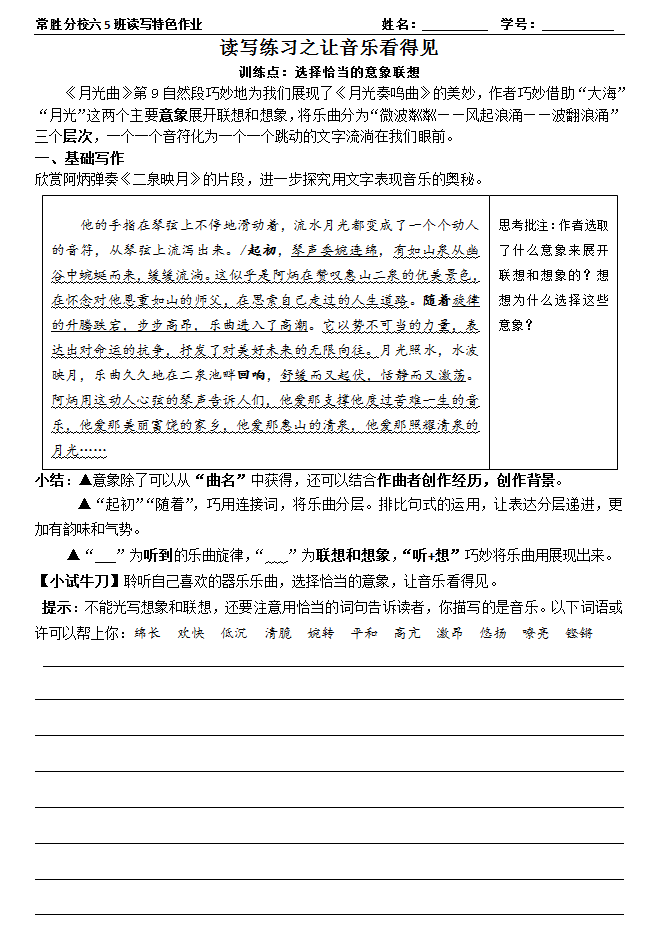 常胜分校六5班读写特色作业 姓名：__________ 学号：___________
读写练习之让音乐看得见
训练点：选择恰当的意象联想
《月光曲》第9自然段巧妙地为我们展现了《月光奏鸣曲》的美妙，作者巧妙借助“大海”
“月光”这两个主要意象展开联想和想象，将乐曲分为“微波粼粼——风起浪涌——波翻浪涌”
三个层次，一个一个音符化为一个一个跳动的文字流淌在我们眼前。
一、基础写作
欣赏阿炳弹奏《二泉映月》的片段，进一步探究用文字表现音乐的奥秘。
他的手指在琴弦上不停地滑动着，流水月光都变成了一个个动人
的音符，从琴弦上流泻出来。/起初，琴声委婉连绵，有如山泉从幽
谷中蜿蜒而来，缓缓流淌。这似乎是阿炳在赞叹惠山二泉的优美景色，
在怀念对他恩重如山的师父，在思索自己走过的人生道路。随着旋律
的升腾跌宕，步步高昂，乐曲进入了高潮。它以势不可当的力量，表
达出对命运的抗争，抒发了对美好未来的无限向往。月光照水，水波
映月，乐曲久久地在二泉池畔回响，舒缓而又起伏，恬静而又激荡。
阿炳用这动人心弦的琴声告诉人们，他爱那支撑他度过苦难一生的音
乐，他爱那美丽富饶的家乡，他爱那惠山的清泉，他爱那照耀清泉的
月光……
思考批注：作者选取
了什么意象来展开
联想和想象的？想
想为什么选择这些
意象？
小结：▲意象除了可以从“曲名”中获得，还可以结合作曲者创作经历，创作背景。
▲“起初”“随着”，巧用连接词，将乐曲分层。排比句式的运用，让表达分层递进，更
加有韵味和气势。
▲“___”为听到的乐曲旋律，“﹏﹏”为联想和想象，“听+想”巧妙将乐曲用展现出来。
【小试牛刀】聆听自己喜欢的器乐乐曲，选择恰当的意象，让音乐看得见。
提示：不能光写想象和联想，还要注意用恰当的词句告诉读者，你描写的是音乐。以下词语或
许可以帮上你：绵长 欢快 低沉 清脆 婉转 平和 高亢 激昂 悠扬 嘹亮 铿锵